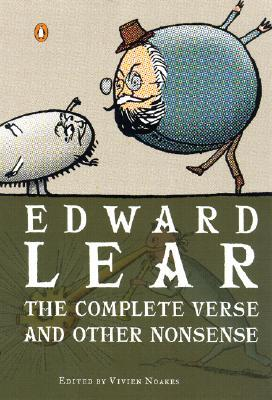 EDWARD
LEAR
THE COMPLETE VERSE
AND OTHER NONSENSE
EDITED BY VIVIEN NOAKES